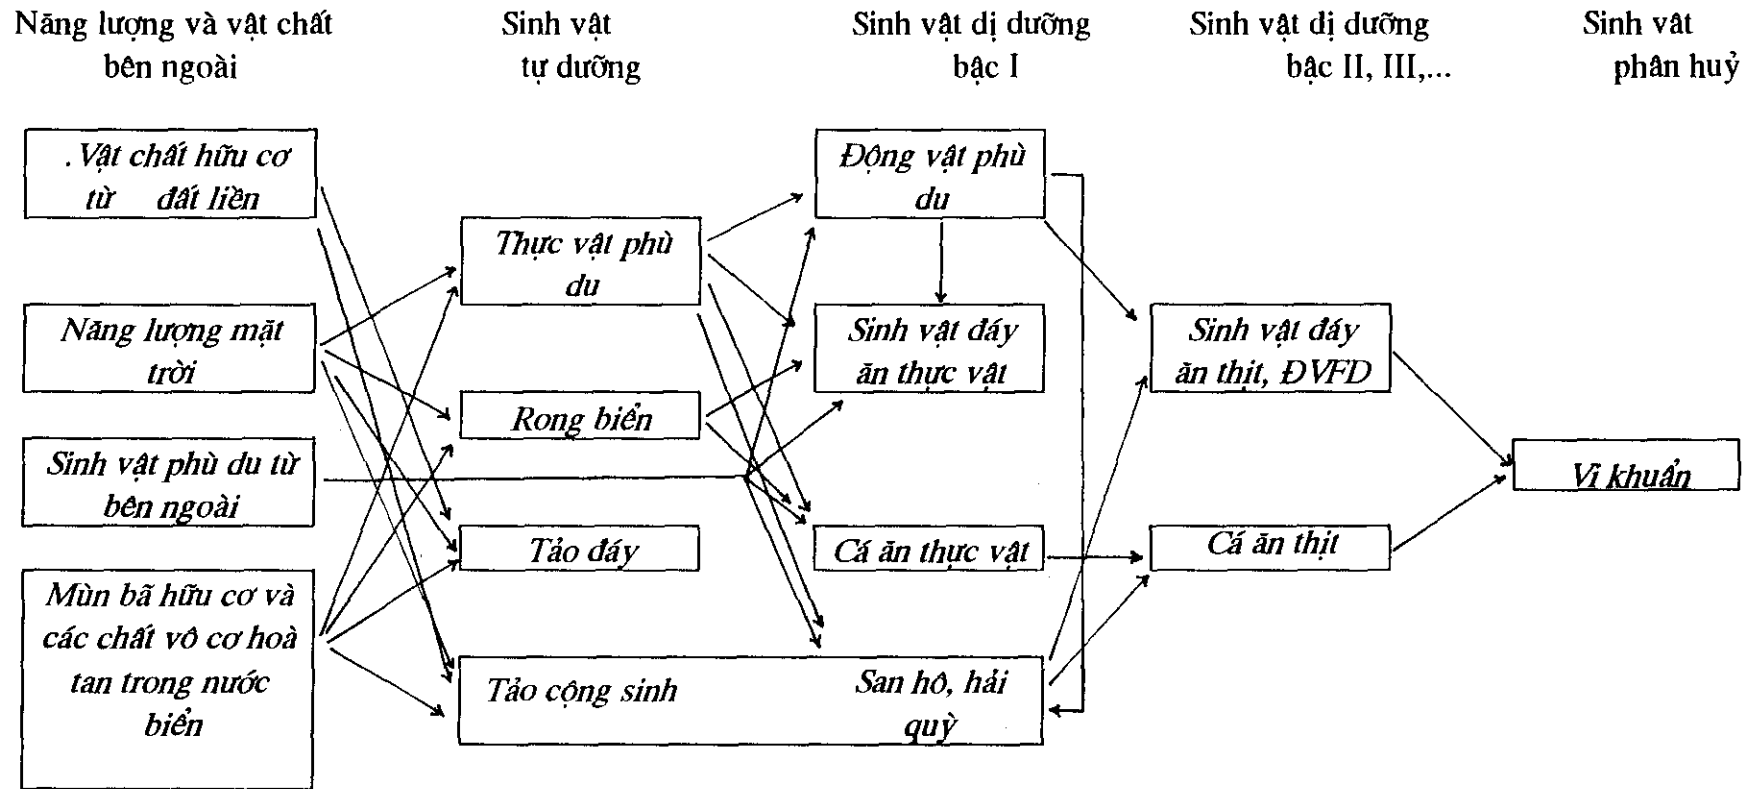 Năng lượng và vật chất
bên ngoài
Sinh vật
tự dưỡng
Sinh vật dị dưỡng
bậc I
Sinh vật dị dưỡng
bậc II, III,...
Sinh vât
phân huỷ
. Vật chất hữu cơ
từ đất liền
Năng lượng mặt
trời
Sinh vật phù du từ
bên ngoài
Mùn bã hữu cơ và
các chất vô cơ hoà
tan trong nước
biển
Thực vật phù
du
Rong biển
Tảo đáy
Tảo cộng sinh
Động vật phù
du
Sinh vật đáy
ăn thực vật
Cá ăn thực vật
San hô, hải
quỳ
Sinh vật đáy
ăn thịt, ĐVFD
Cá ăn thịt
Vi khuẩn